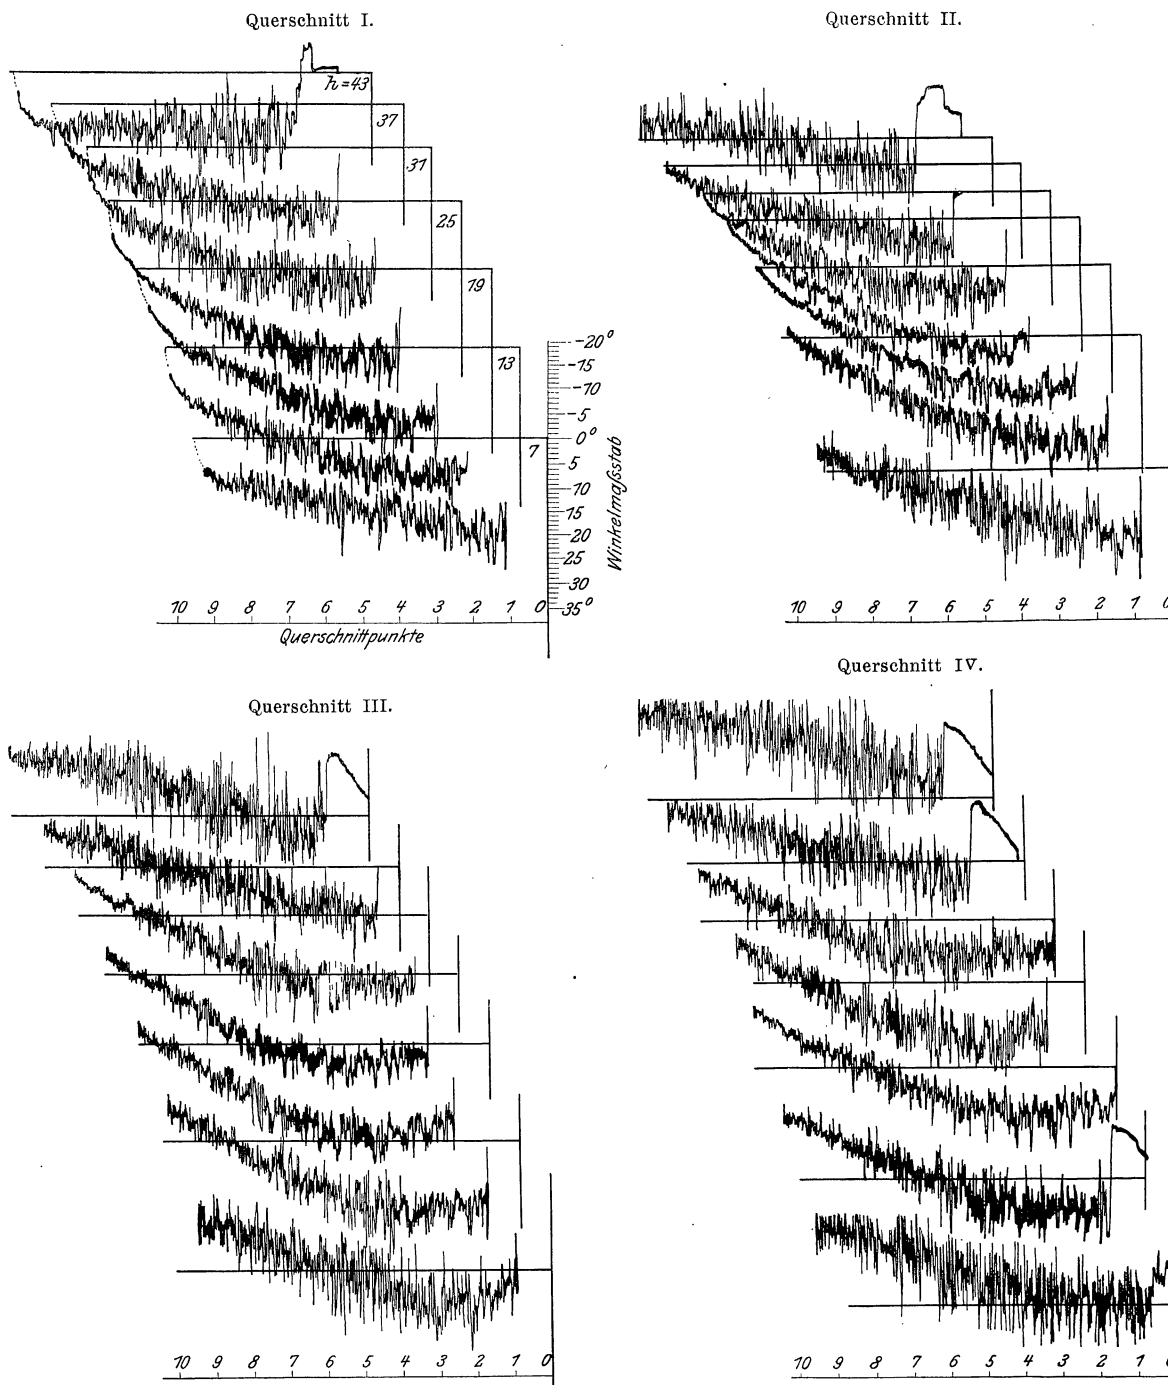 Querschnitt I.
h=43
37
31
25
19
13
7
-20°
-15
-10
-5
0°
5
10
15
20
25
30
35°
Winkelmaßstab
10 9 8 7 6 5 4 3 2 1 0
Querschnittpunkte
Querschnitt II.
10 9 8 7 6 5 4 3 2 1
Querschnitt III.
10 9 8 7 6 5 4 3 2 1 0
Querschnitt IV.
10 9 8 7 6 5 4 3 2 1